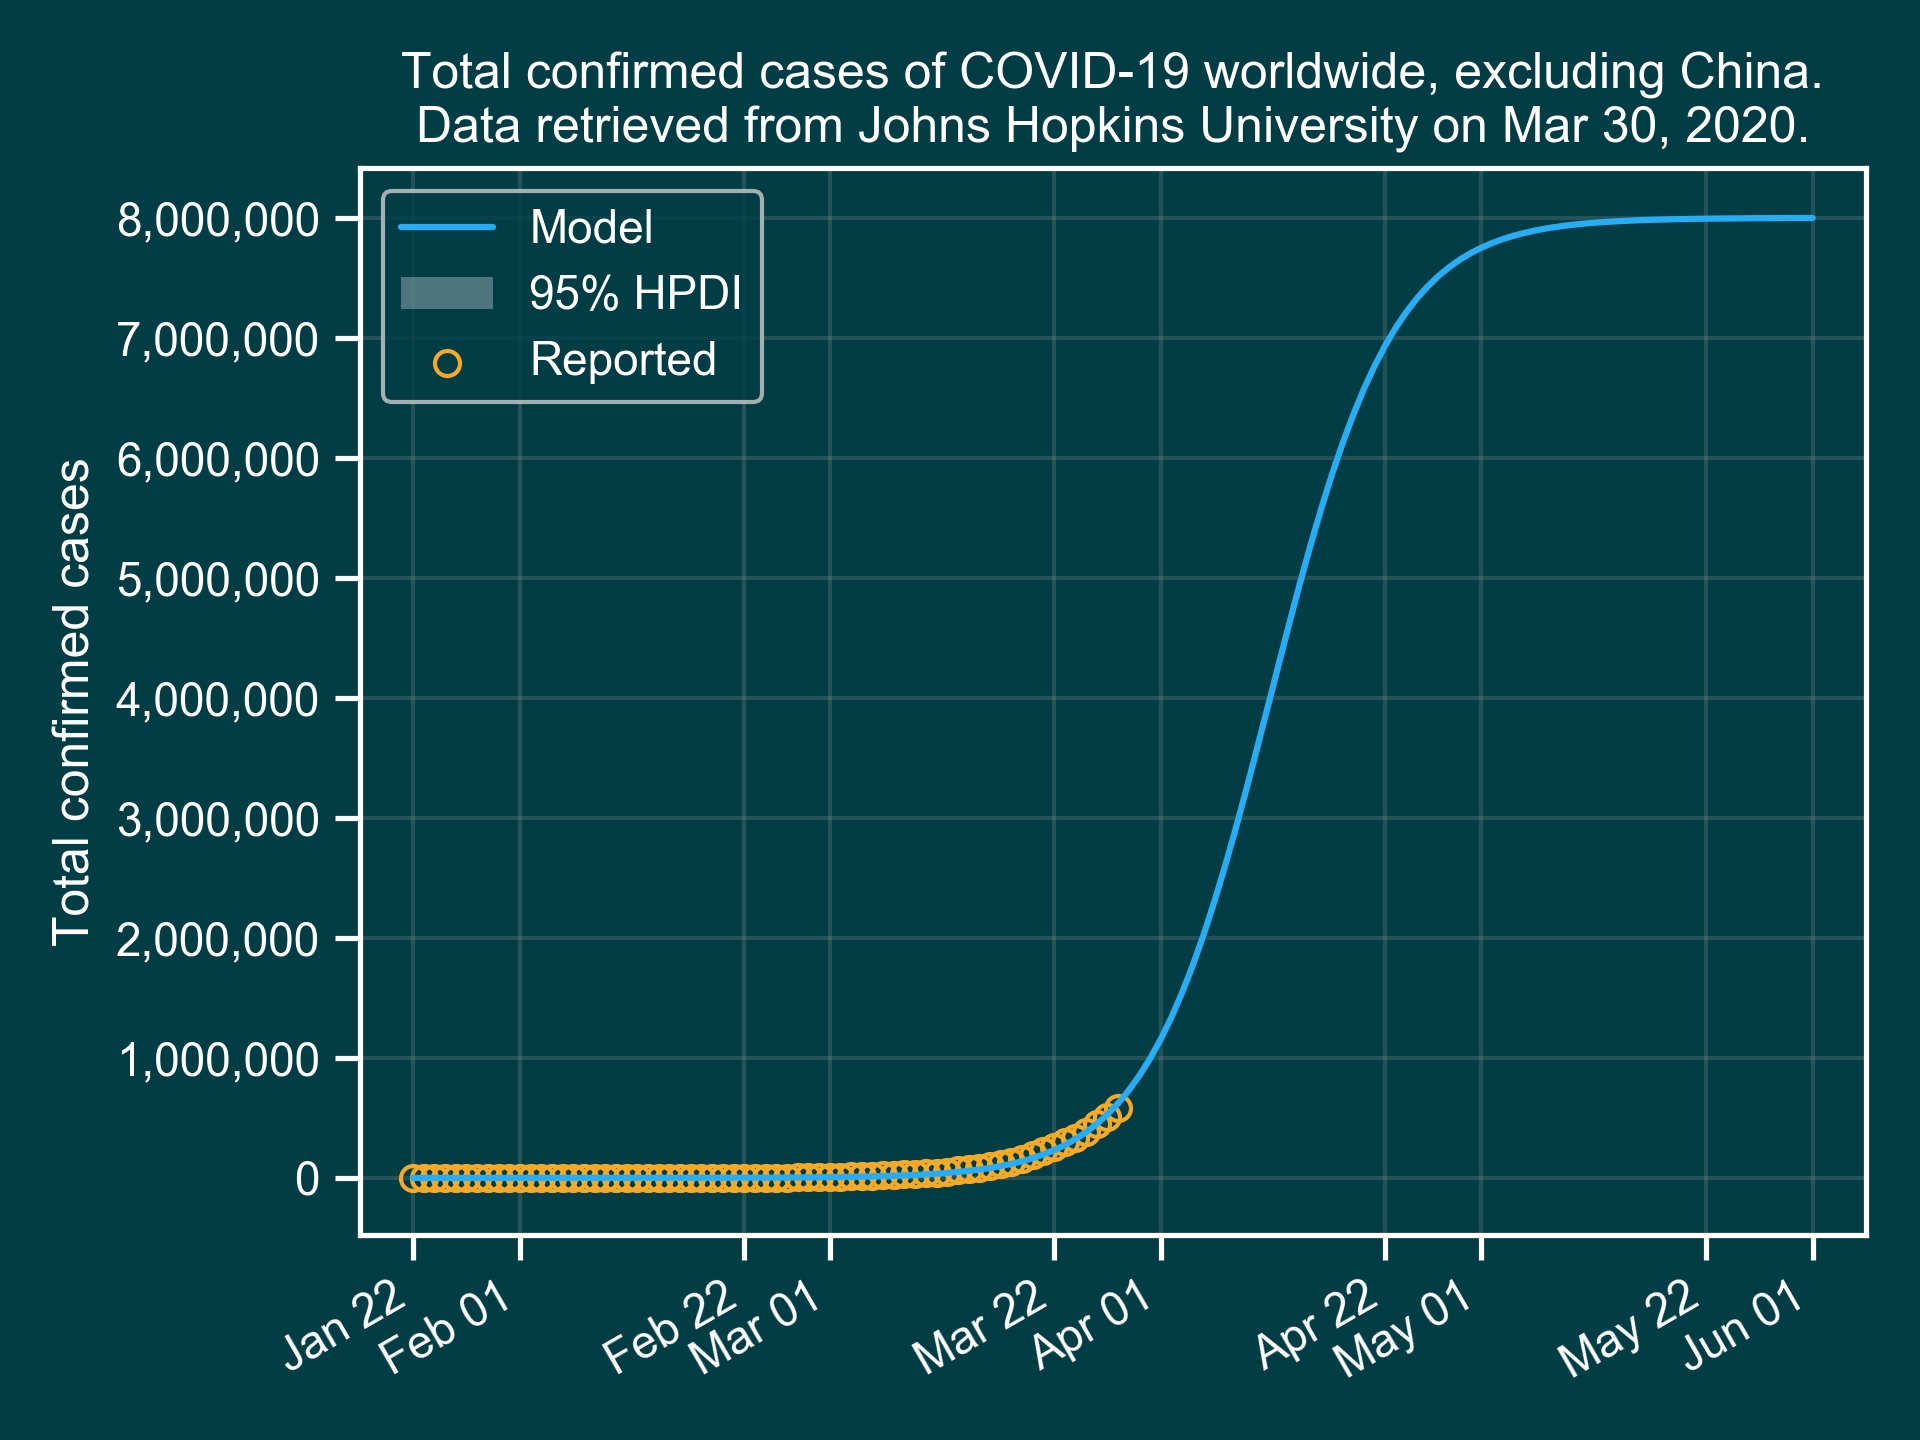 Total confirmed cases of COVID-19 worldwide, excluding China.
Data retrieved from Johns Hopkins University on Mar 30, 2020.
Model
95% HPDI
Reported
Total confirmed cases
8,000,000
7,000,000
6,000,000
5,000,000
4,000,000
3,000,000
2,000,000
1,000,000
0
Jan 22
Feb 01
Feb 22
Mar 01
Mar 22
Apr 01
Apr 22
May 01
May 22
Jun 01